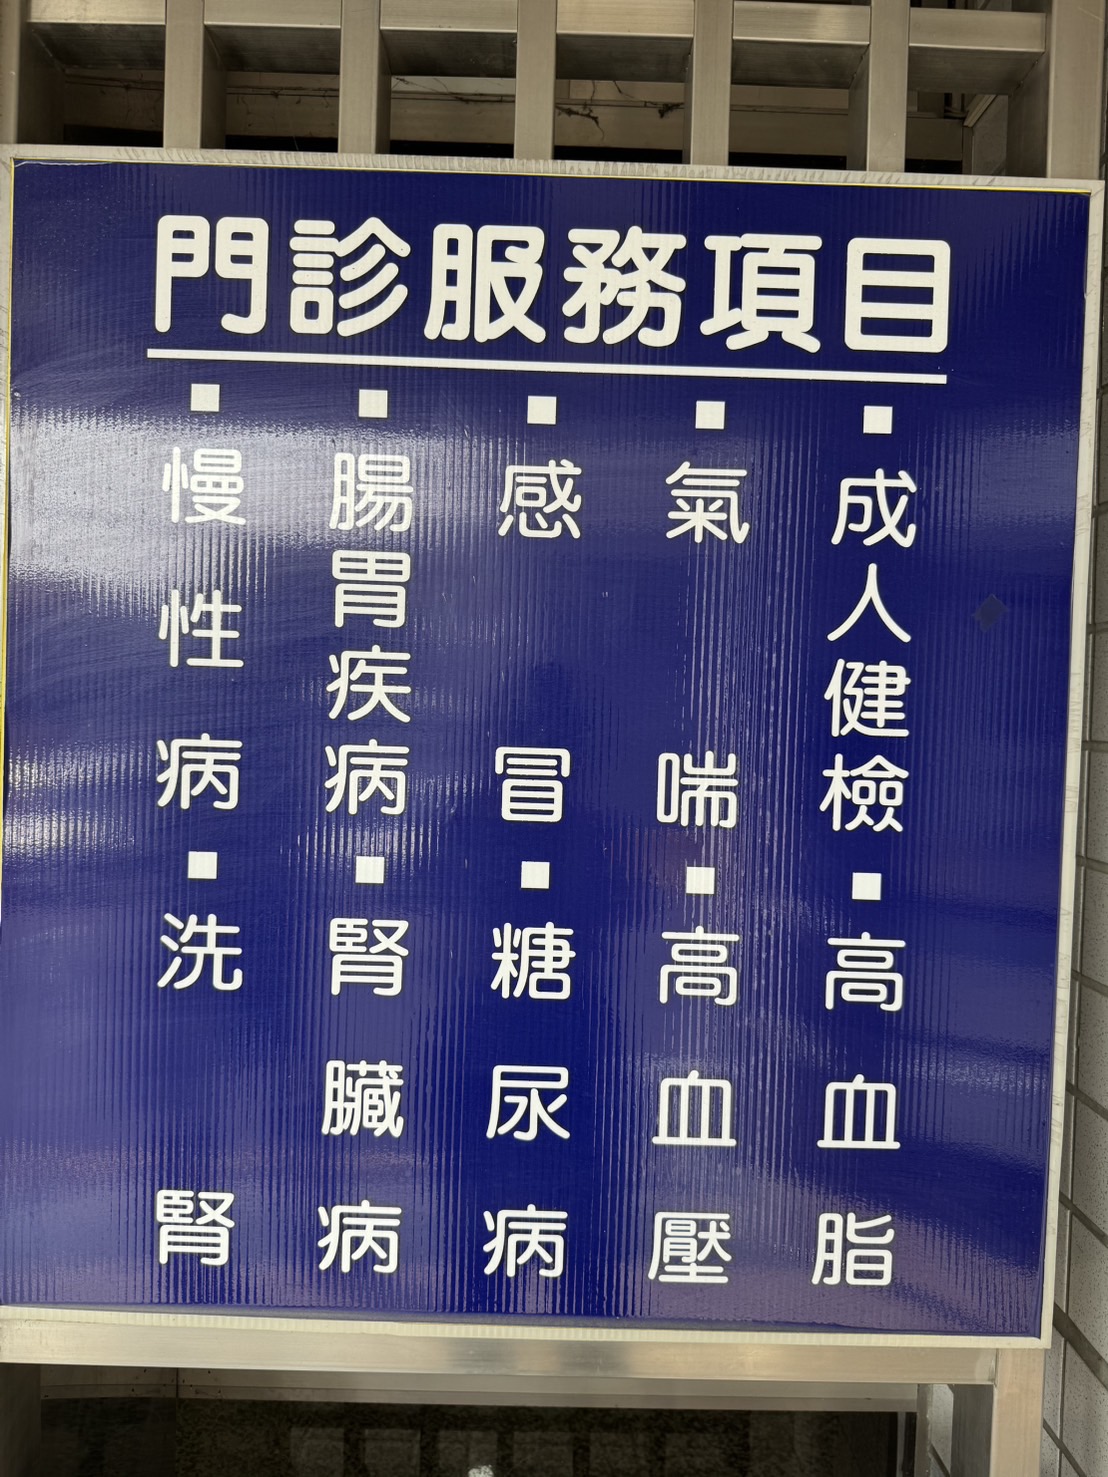 門診服務項目
▪成人健檢▪高血脂
▪氣喘▪高血壓
▪感冒▪糖尿病
▪腸胃疾病▪腎臟病
▪慢性病▪洗腎